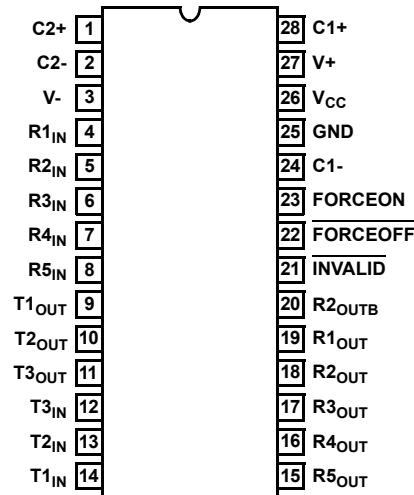 C2+ 1 28 C1+
C2- 2 27 V+
V- 3 26 VCC
R1IN 4 25 GND
R2IN 5 24 C1-
R3IN 6 23 FORCEON
R4IN 7 22 FORCEOFF
R5IN 8 21 INVALID
T1OUT 9 20 R2OUTB
T2OUT 10 19 R1OUT
T3OUT 11 18 R2OUT
T3IN 12 17 R3OUT
T2IN 13 16 R4OUT
T1IN 14 15 R5OUT